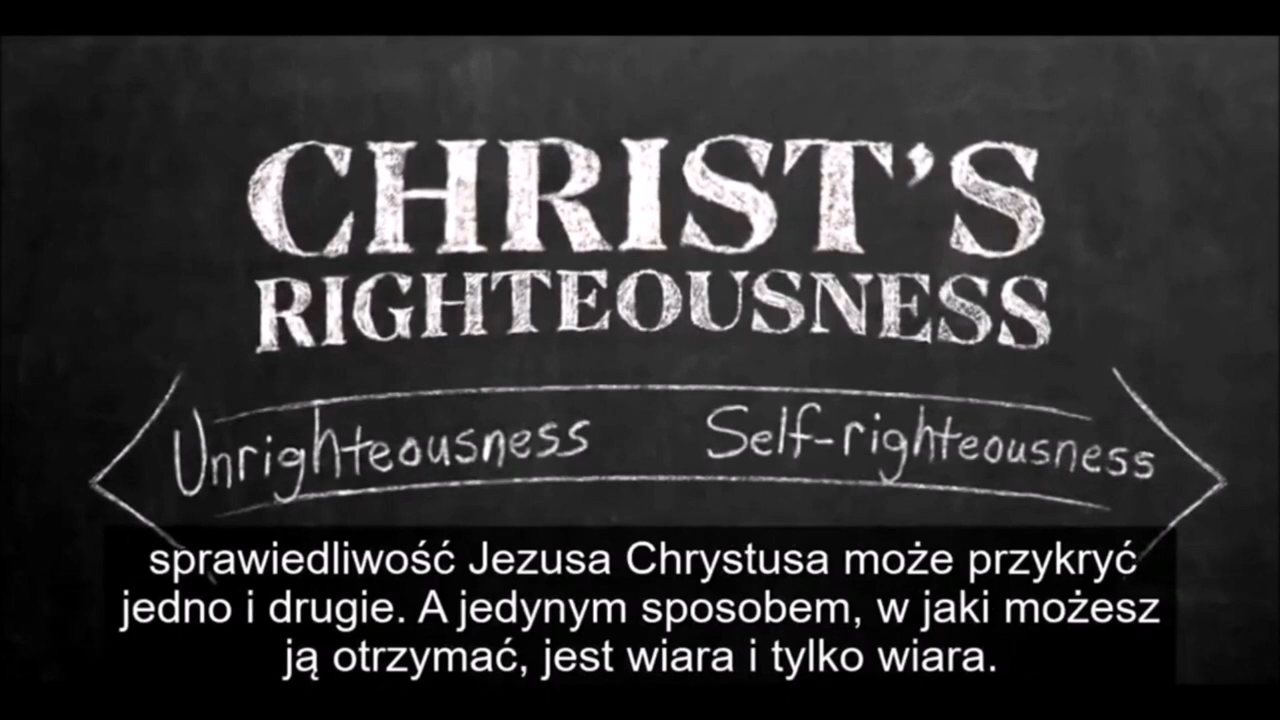 CHRIST'S
RIGHTEOUSNESS
Unrighteousness Self-righteousness
sprawiedliwość Jezusa Chrystusa może przykryć
jedno i drugie. A jedynym sposobem, w jaki możesz
ją otrzymać, jest wiara i tylko wiara.